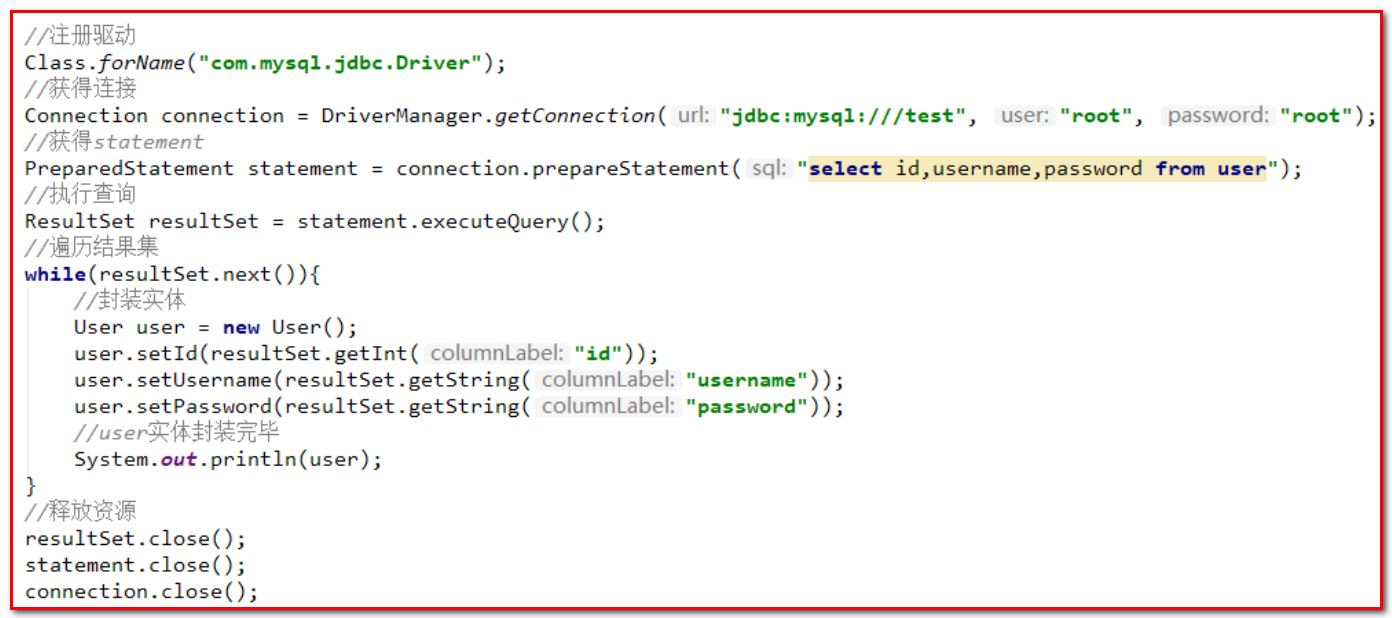 //注册驱动
Class.forName("com.mysql.jdbc.Driver");
//获得连接
Connection connection = DriverManager.getConnection( url: "jdbc:mysql:///test", user: "root", password: "root");
//获得statement
PreparedStatement statement = connection.prepareStatement( sql: "select id,username,password from user");
//执行查询
ResultSet resultSet = statement.executeQuery();
//遍历结果集
while(resultSet.next()){
    //封装实体
    User user = new User();
    user.setId(resultSet.getInt( columnLabel: "id"));
    user.setUsername(resultSet.getString( columnLabel: "username"));
    user.setPassword(resultSet.getString( columnLabel: "password"));
    //user实体封装完毕
    System.out.println(user);
}
//释放资源
resultSet.close();
statement.close();
connection.close();